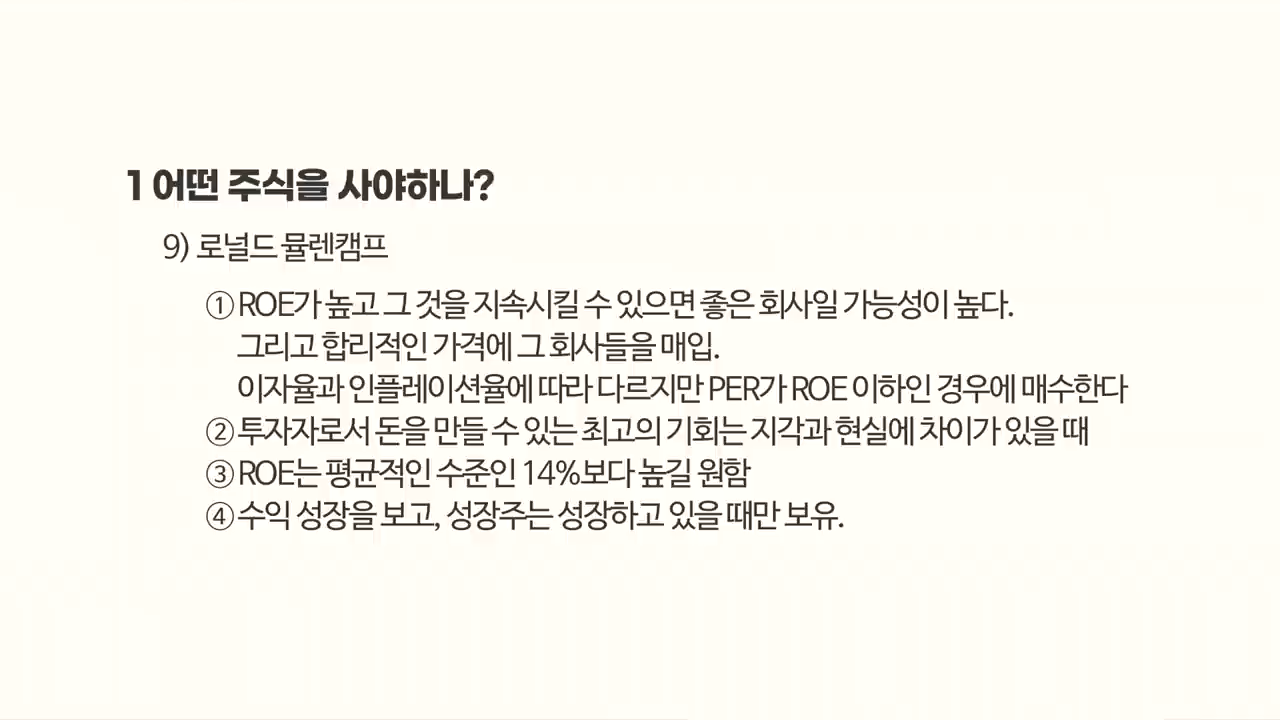 1 어떤 주식을 사야하나?
9) 로널드 뮬렌캠프
① ROE가 높고 그 것을 지속시킬 수 있으면 좋은 회사일 가능성이 높다.
그리고 합리적인 가격에 그 회사들을 매입.
이자율과 인플레이션율에 따라 다르지만 PER가 ROE 이하인 경우에 매수한다
② 투자자로서 돈을 만들 수 있는 최고의 기회는 지각과 현실에 차이가 있을 때
③ ROE는 평균적인 수준인 14%보다 높길 원함
④ 수익 성장을 보고, 성장주는 성장하고 있을 때만 보유.